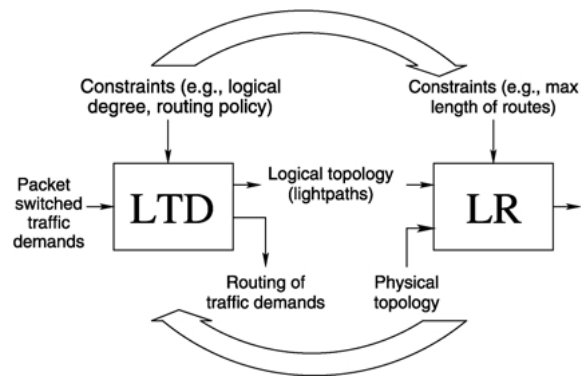 Constraints (e.g., logical
degree, routing policy)
Constraints (e.g., max
length of routes)
Packet
switched
traffic
demands
LTD
Logical topology
(lightpaths)
LR
Routing of
traffic demands
Physical
topology